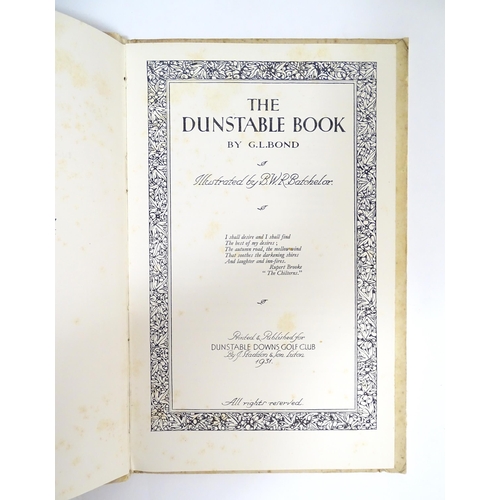 THE
DUNSTABLE BOOK
BY G.L.BOND
Illustrated by B.W.R.Batchelor.
I shall desire and I shall find
The best of my desires;
The autumn road, the mellow wind
That soothes the darkening shires
And laughter and inn-fires.
Rupert Brooke
"The Chilterns."
Printed & Published for
DUNSTABLE DOWNS GOLF CLUB
By & Son Luton
1931.
All rights reserved.